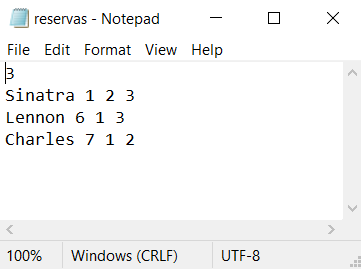 reservas - Notepad
File Edit Format View Help
3
Sinatra 1 2 3
Lennon 6 1 3
Charles 7 1 2
100% Windows (CRLF) UTF-8